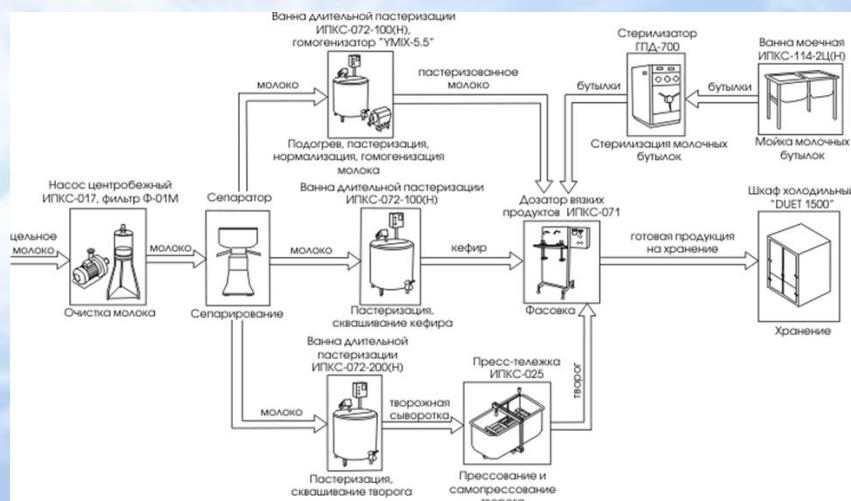 Ванна длительной пастеризации
ИПКС-072-100(Н),
гомогенизатор "YMIX-5.5"
молоко
пастеризованное
молоко
Подогрев, пастеризация,
нормализация, гомогенизация
молока
Стерилизатор
ГПД-700
бутылки
Стерилизация молочных
бутылок
бутылки
Ванна моечная
ИПКС-114-2Ц(Н)
Мойка молочных
бутылок
цельное
молоко
Насос центробежный
ИПКС-017, фильтр Ф-01М
Очистка молока
молоко
Сепаратор
Сепарирование
молоко
Ванна длительной пастеризации
ИПКС-072-100(Н)
Пастеризация,
сквашивание кефира
кефир
Дозатор вязких
продуктов ИПКС-071
Фасовка
готовая продукция
на хранение
Шкаф холодильный
"DUET 1500"
Хранение
молоко
Ванна длительной
пастеризации
ИПКС-072-200(Н)
Пастеризация,
сквашивание творога
творожная
сыворотка
Пресс-тележка
ИПКС-025
Прессование и
самопрессование
творога
творог